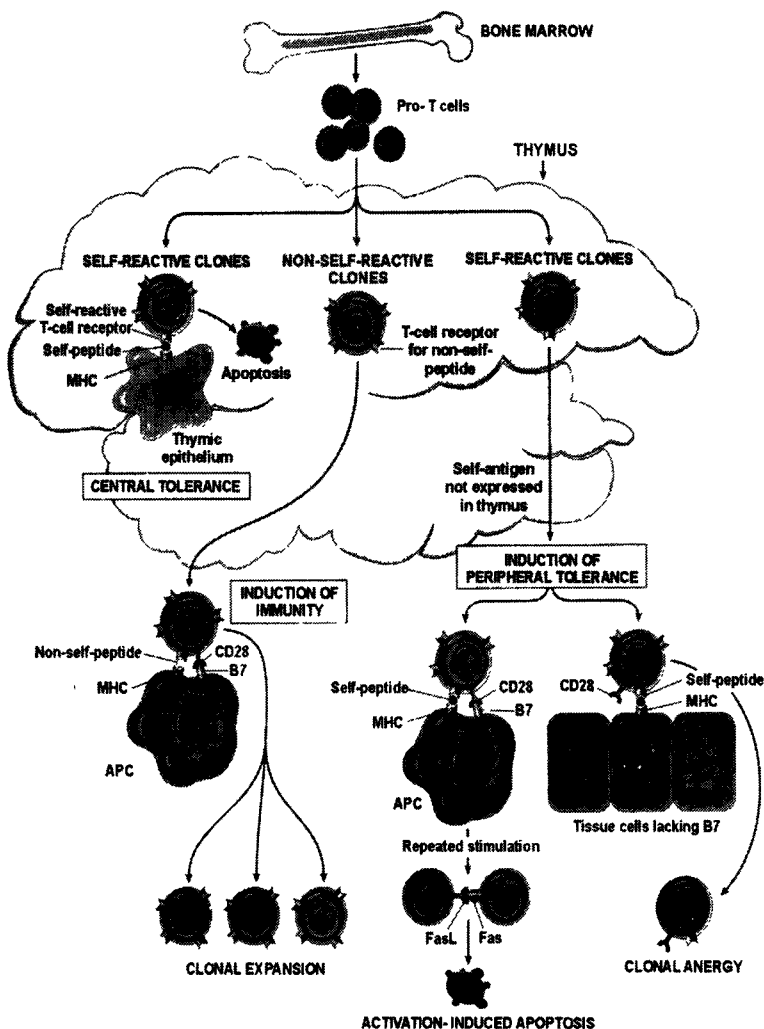 BONE MARROW
Pro- T cells
THYMUS
SELF-REACTIVE CLONES
NON-SELF-REACTIVE
CLONES
SELF-REACTIVE CLONES
Self-reactive
T-cell receptor
Self-peptide
MHC
Apoptosis
T-cell receptor
for non-self-
peptide
Thymic
epithelium
CENTRAL TOLERANCE
Self-antigen
not expressed
in thymus
INDUCTION OF
PERIPHERAL TOLERANCE
INDUCTION OF
IMMUNITY
Non-self-peptide
CD28
B7
MHC
APC
Self-peptide
CD28
B7
MHC
APC
CD28
Self-peptide
MHC
Tissue cells lacking B7
Repeated stimulation
FasL
Fas
CLONAL EXPANSION
CLONAL ANERGY
ACTIVATION- INDUCED APOPTOSIS